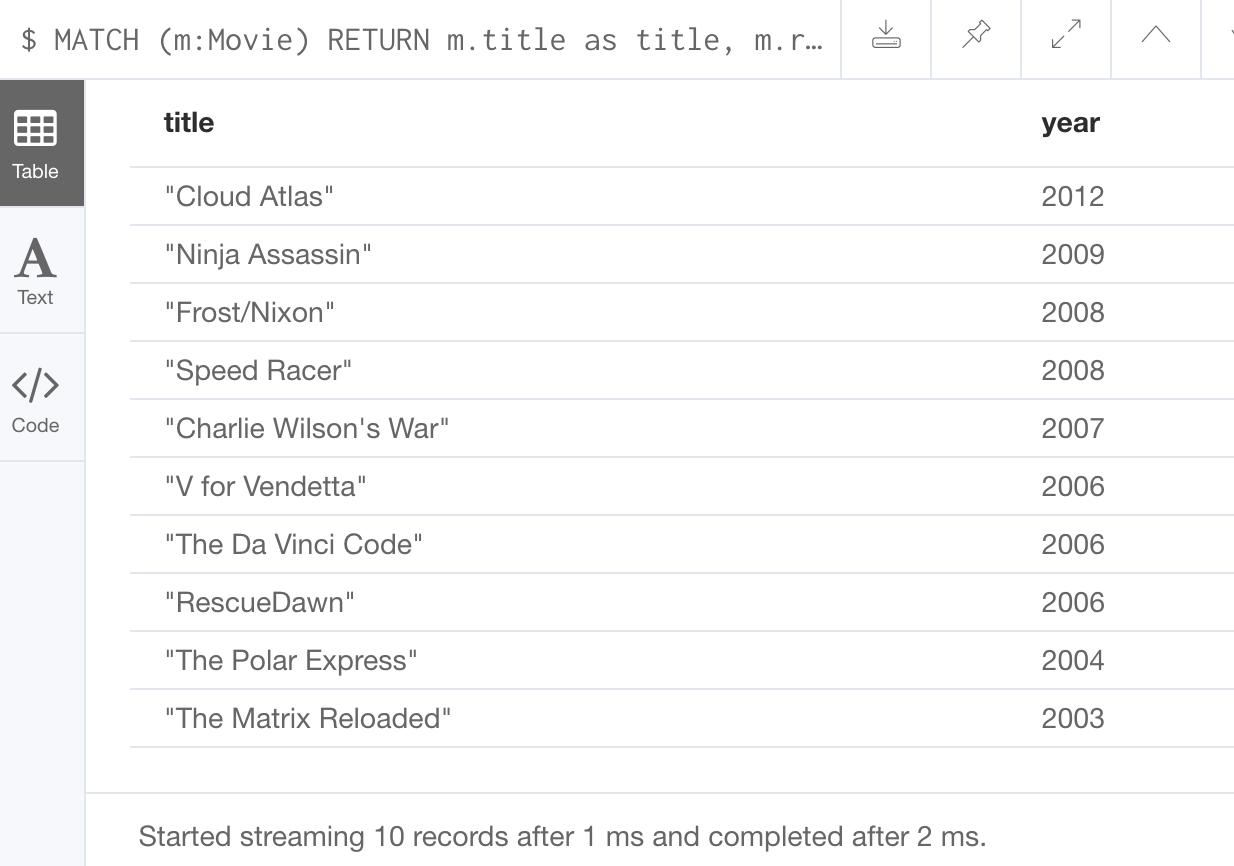 $ MATCH (m:Movie) RETURN m.title as title, m.r…
Table
Text
Code
title year
"Cloud Atlas" 2012
"Ninja Assassin" 2009
"Frost/Nixon" 2008
"Speed Racer" 2008
"Charlie Wilson's War" 2007
"V for Vendetta" 2006
"The Da Vinci Code" 2006
"RescueDawn" 2006
"The Polar Express" 2004
"The Matrix Reloaded" 2003
Started streaming 10 records after 1 ms and completed after 2 ms.